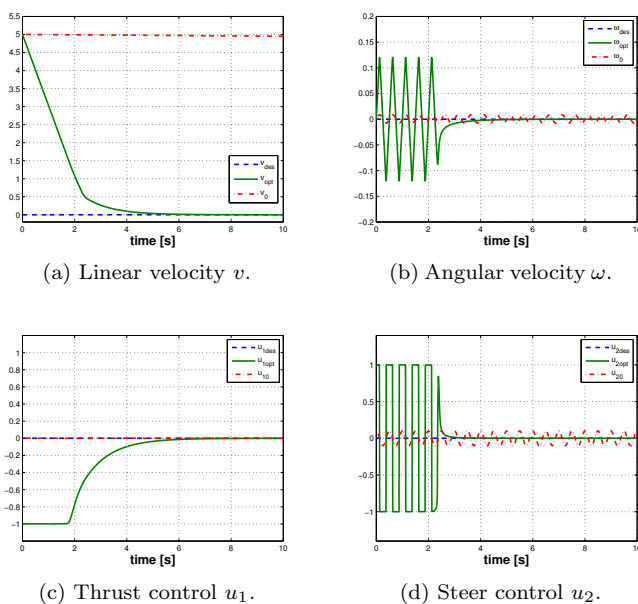 5.5
5
4.5
4
3.5
3
2.5
2
1.5
1
0.5
0
v_des
v_opt
v_0
0 2 4 6 8 10
time [s]
(a) Linear velocity v.
0.2
0.15
0.1
0.05
0
−0.05
−0.1
−0.15
−0.2
ω_des
ω_opt
ω_0
0 2 4 6 8 10
time [s]
(b) Angular velocity ω.
1
0.8
0.6
0.4
0.2
0
−0.2
−0.4
−0.6
−0.8
−1
u_1des
u_1opt
u_10
0 2 4 6 8 10
time [s]
(c) Thrust control u₁.
1
0.5
0
−0.5
−1
u_2des
u_2opt
u_20
0 2 4 6 8 10
time [s]
(d) Steer control u₂.